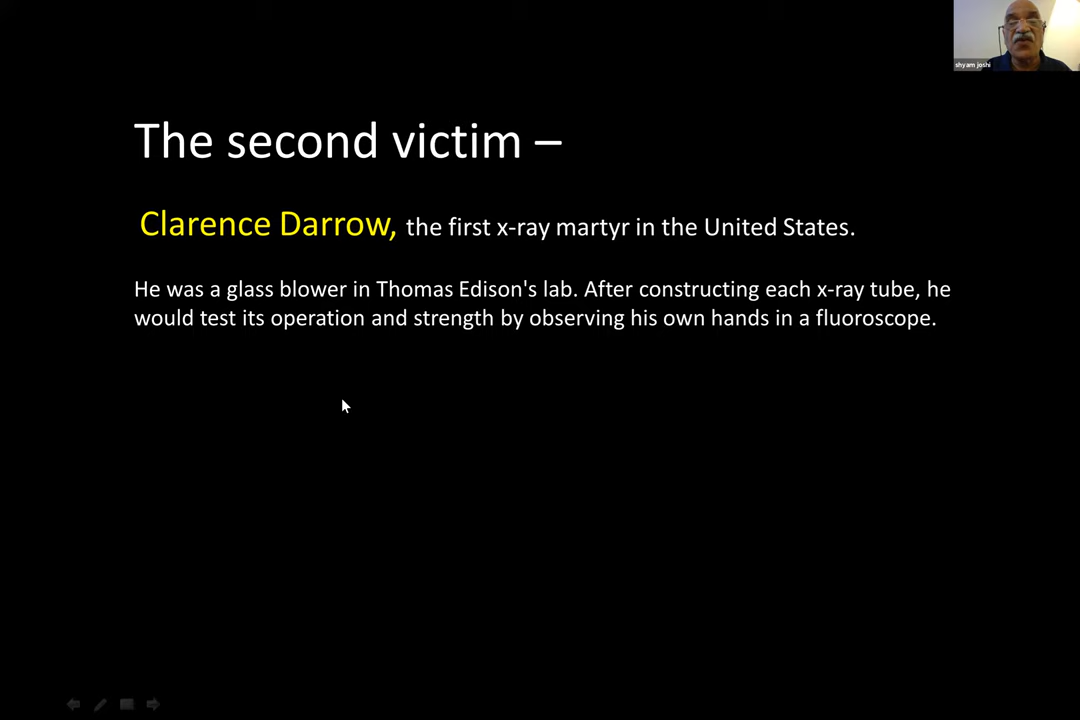 shyam joshi
The second victim –
Clarence Darrow, the first x-ray martyr in the United States.
He was a glass blower in Thomas Edison's lab. After constructing each x-ray tube, he
would test its operation and strength by observing his own hands in a fluoroscope.